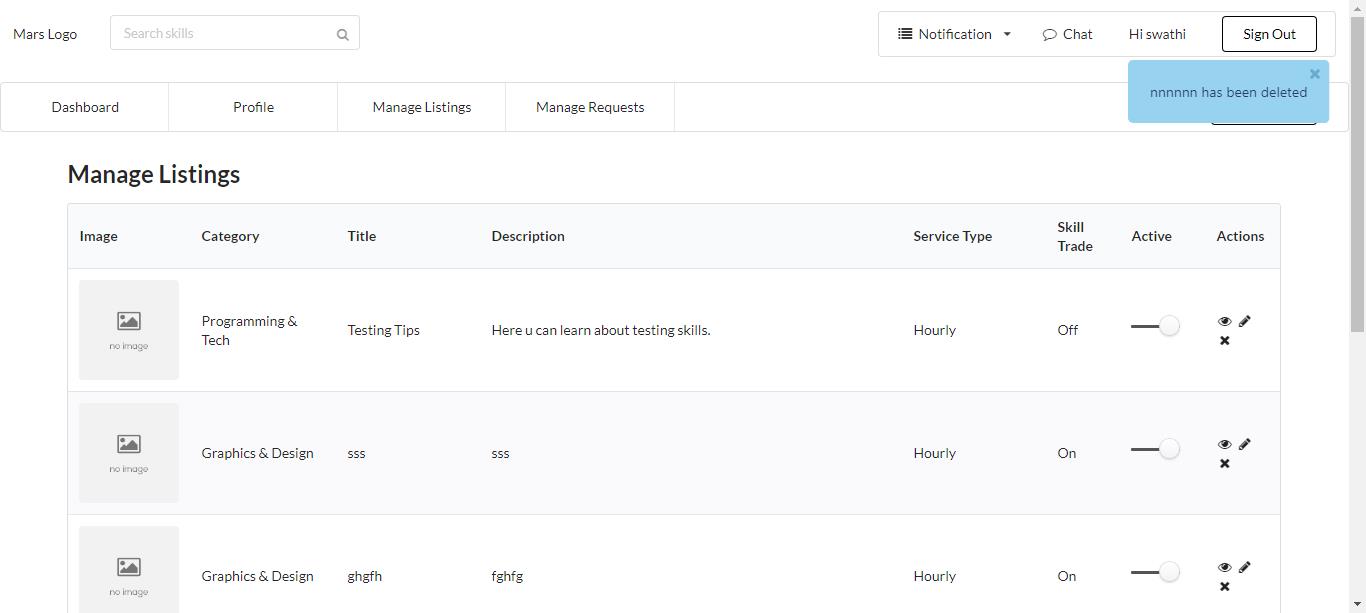 Mars Logo
Search skills
Notification
Chat
Hi swathi
Sign Out
nnnnnn has been deleted
Dashboard
Profile
Manage Listings
Manage Requests
Manage Listings
Image
Category
Title
Description
Service Type
Skill
Trade
Active
Actions
no image
Programming &
Tech
Testing Tips
Here u can learn about testing skills.
Hourly
Off
no image
Graphics & Design
sss
sss
Hourly
On
no image
Graphics & Design
ghgfh
fghfg
Hourly
On